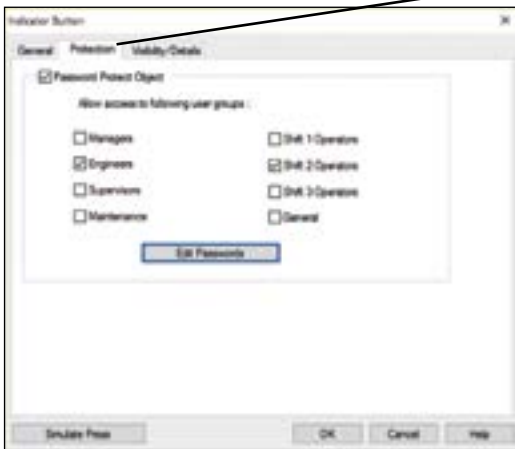 Indicator Button
General Protection Visibility/Details
Password Protect Object
Allow access to following user groups :
Managers Shift 1 Operators
Engineers Shift 2 Operators
Supervisors Shift 3 Operators
Maintenance General
Edit Passwords
Simulate Press OK Cancel Help